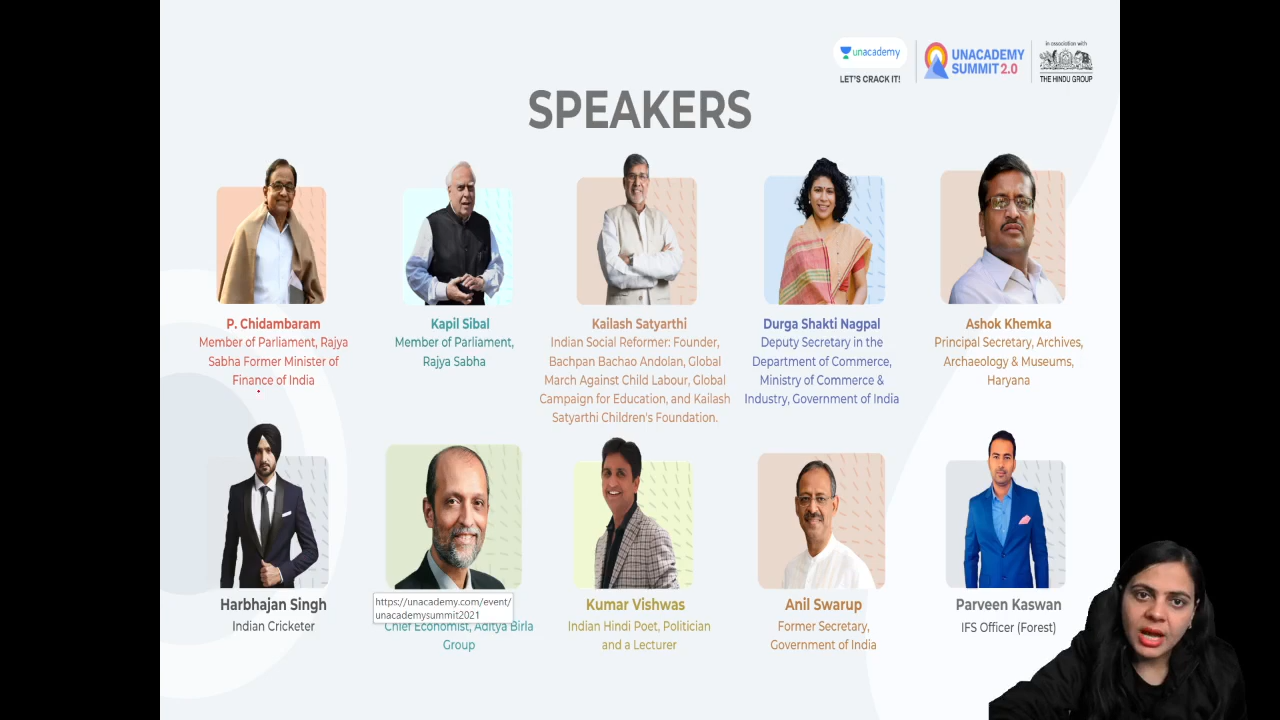 unacademy
LET'S CRACK IT!
UNACADEMY
SUMMIT 2.0
in association with
THE HINDU GROUP
SPEAKERS
P. Chidambaram
Member of Parliament, Rajya
Sabha Former Minister of
Finance of India
Kapil Sibal
Member of Parliament,
Rajya Sabha
Kailash Satyarthi
Indian Social Reformer: Founder,
Bachpan Bachao Andolan, Global
March Against Child Labour, Global
Campaign for Education, and Kailash
Satyarthi Children's Foundation.
Durga Shakti Nagpal
Deputy Secretary in the
Department of Commerce,
Ministry of Commerce &
Industry, Government of India
Ashok Khemka
Principal Secretary, Archives,
Archaeology & Museums,
Haryana
Harbhajan Singh
Indian Cricketer
https://unacademy.com/event/
unacademysummit2021
Chief Economist, Aditya Birla
Group
Kumar Vishwas
Indian Hindi Poet, Politician
and a Lecturer
Anil Swarup
Former Secretary,
Government of India
Parveen Kaswan
IFS Officer (Forest)